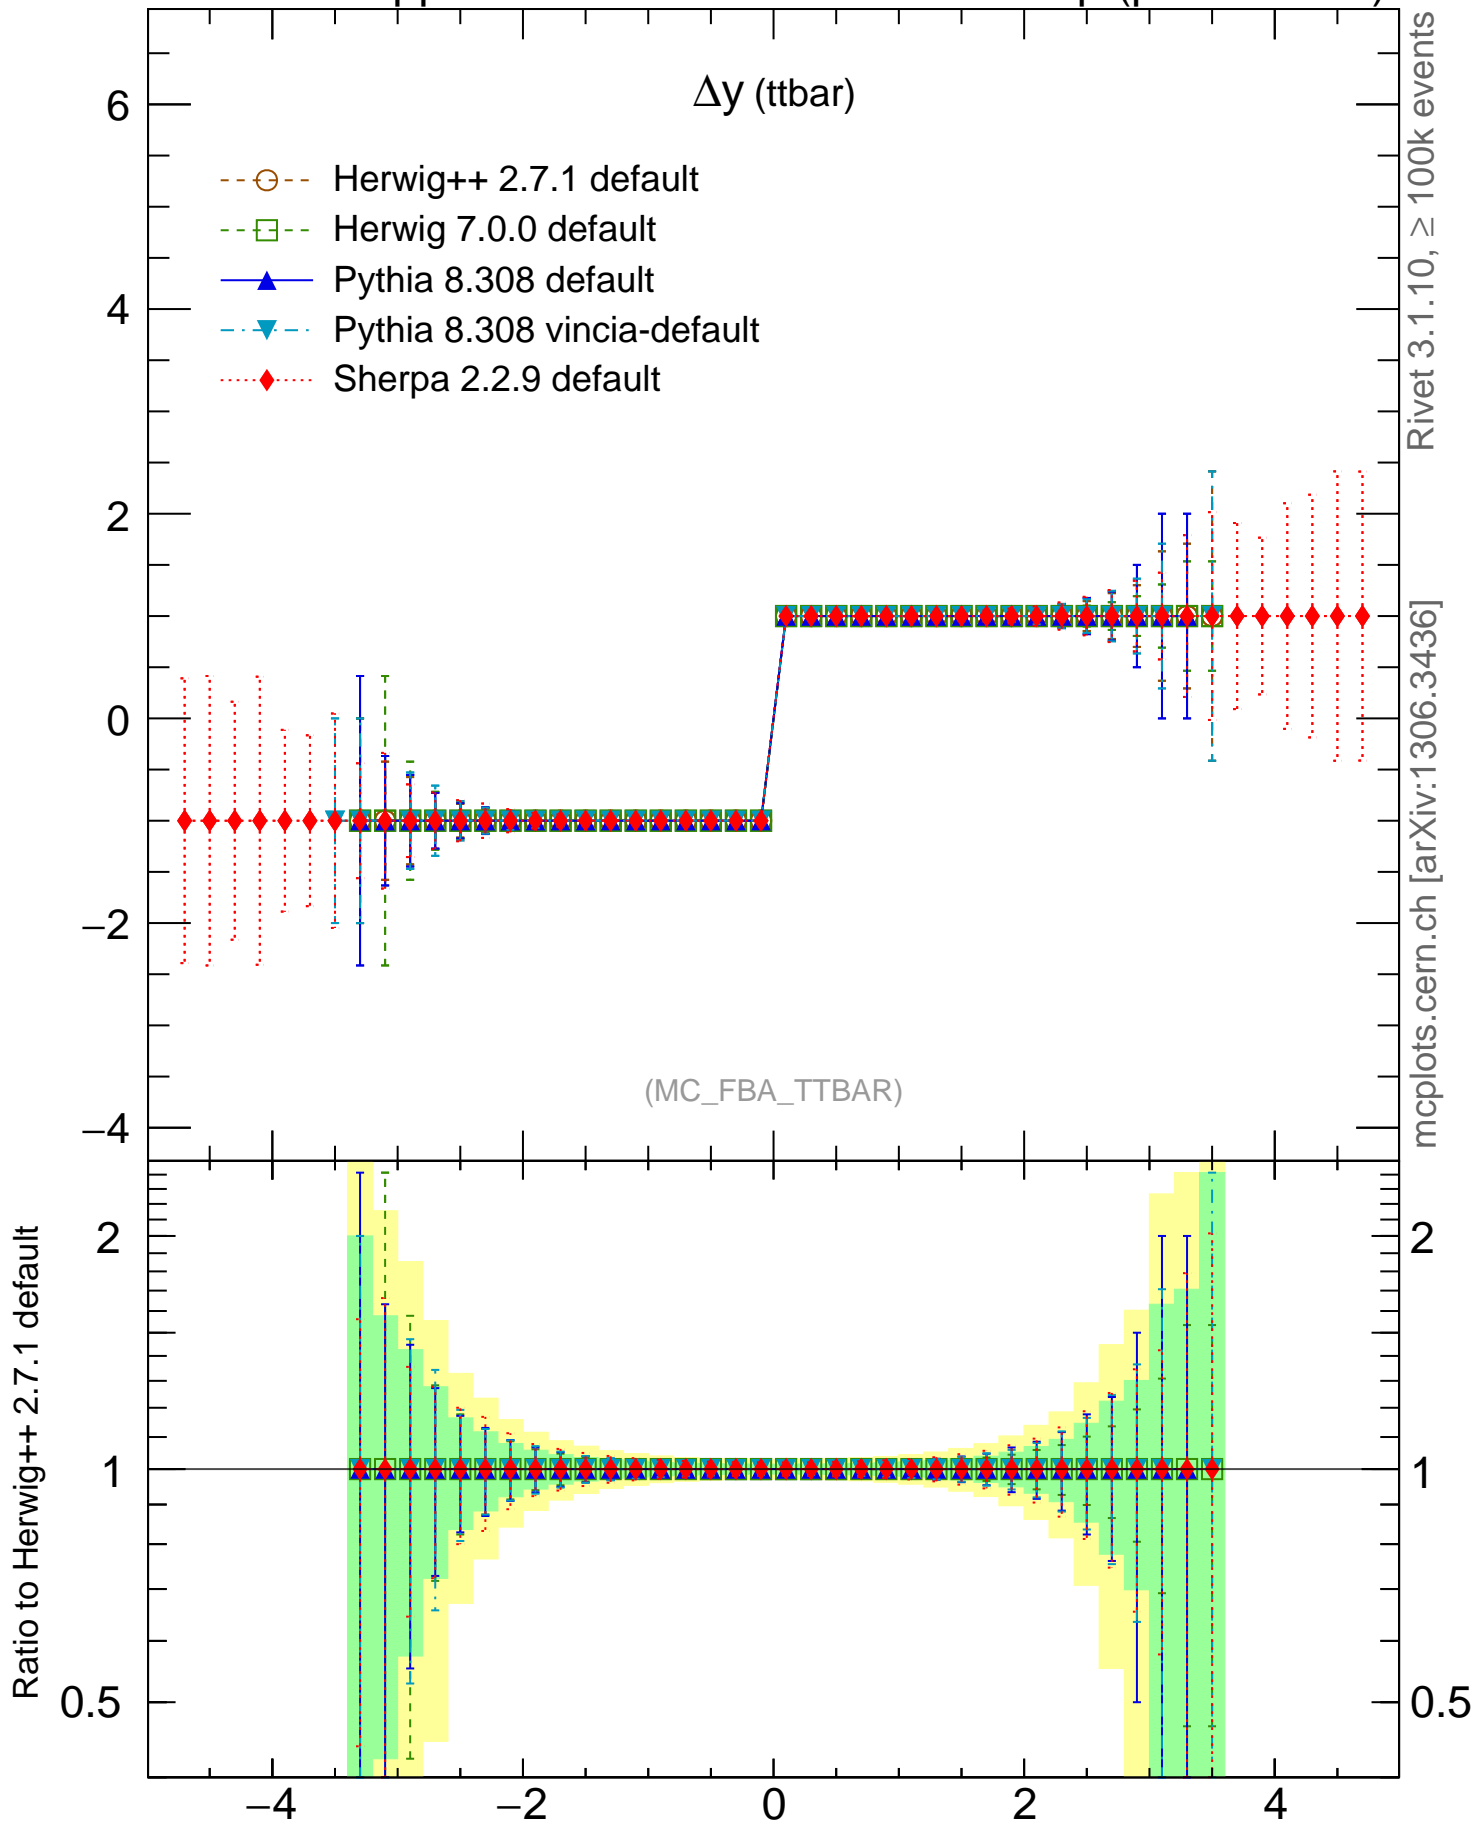 Δy (ttbar)
Herwig++ 2.7.1 default
Herwig 7.0.0 default
Pythia 8.308 default
Pythia 8.308 vincia-default
Sherpa 2.2.9 default
6
4
2
0
−2
−4
(MC_FBA_TTBAR)
Rivet 3.1.10, ≥ 100k events
mcplots.cern.ch [arXiv:1306.3436]
Ratio to Herwig++ 2.7.1 default
2
1
0.5
2
1
0.5
−4
−2
0
2
4